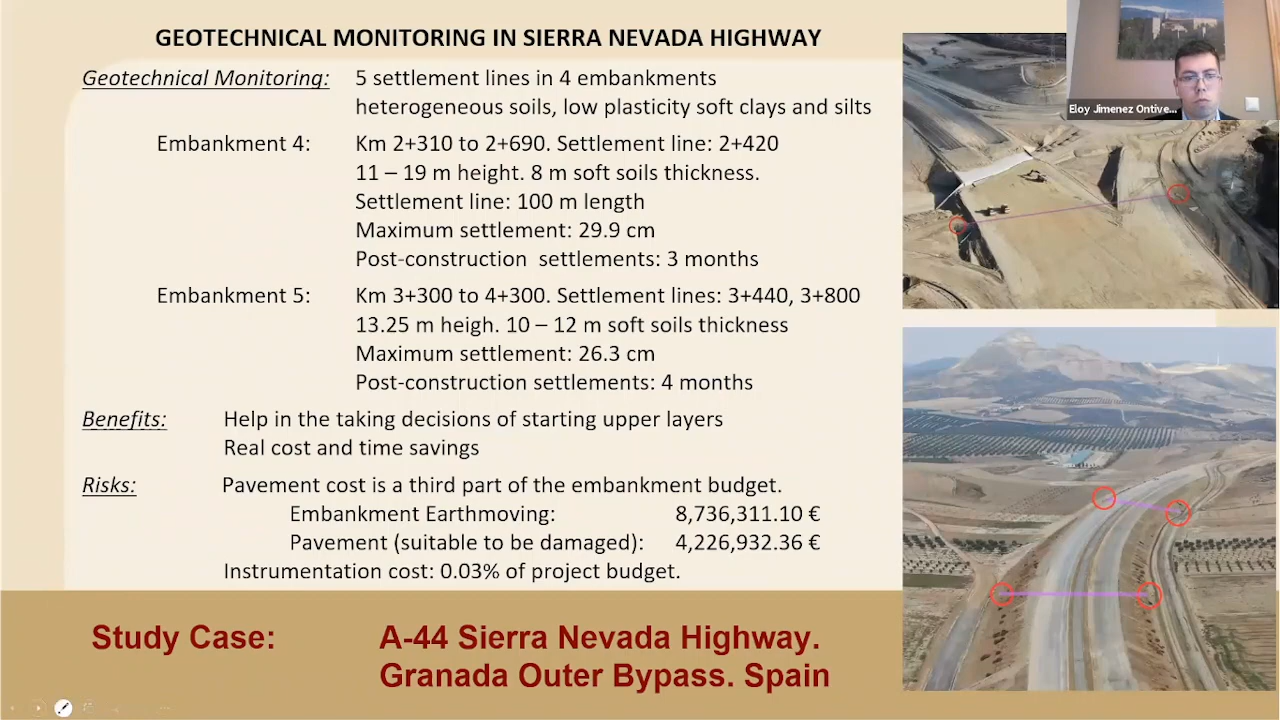 GEOTECHNICAL MONITORING IN SIERRA NEVADA HIGHWAY
Geotechnical Monitoring: 5 settlement lines in 4 embankments
heterogeneous soils, low plasticity soft clays and silts
Embankment 4: Km 2+310 to 2+690. Settlement line: 2+420
11 – 19 m height. 8 m soft soils thickness.
Settlement line: 100 m length
Maximum settlement: 29.9 cm
Post-construction settlements: 3 months
Embankment 5: Km 3+300 to 4+300. Settlement lines: 3+440, 3+800
13.25 m heigh. 10 – 12 m soft soils thickness
Maximum settlement: 26.3 cm
Post-construction settlements: 4 months
Benefits: Help in the taking decisions of starting upper layers
Real cost and time savings
Risks: Pavement cost is a third part of the embankment budget.
Embankment Earthmoving: 8,736,311.10 €
Pavement (suitable to be damaged): 4,226,932.36 €
Instrumentation cost: 0.03% of project budget.
Study Case: A-44 Sierra Nevada Highway.
Granada Outer Bypass. Spain
Eloy Jimenez Ontive...